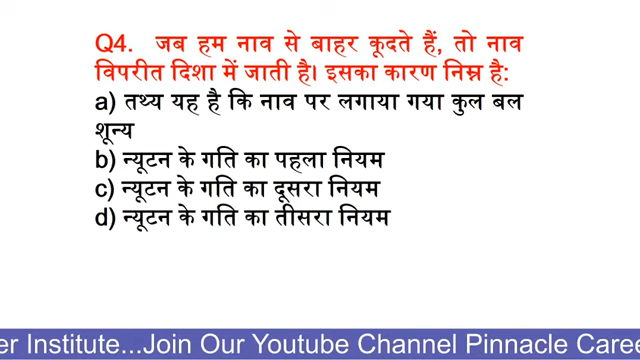 Q4. जब हम नाव से बाहर कूदते हैं, तो नाव
विपरीत दिशा में जाती है। इसका कारण निम्न है:
a) तथ्य यह है कि नाव पर लगाया गया कुल बल
शून्य
b) न्यूटन के गति का पहला नियम
c) न्यूटन के गति का दूसरा नियम
d) न्यूटन के गति का तीसरा नियम
er Institute...Join Our Youtube Channel Pinnacle Caree